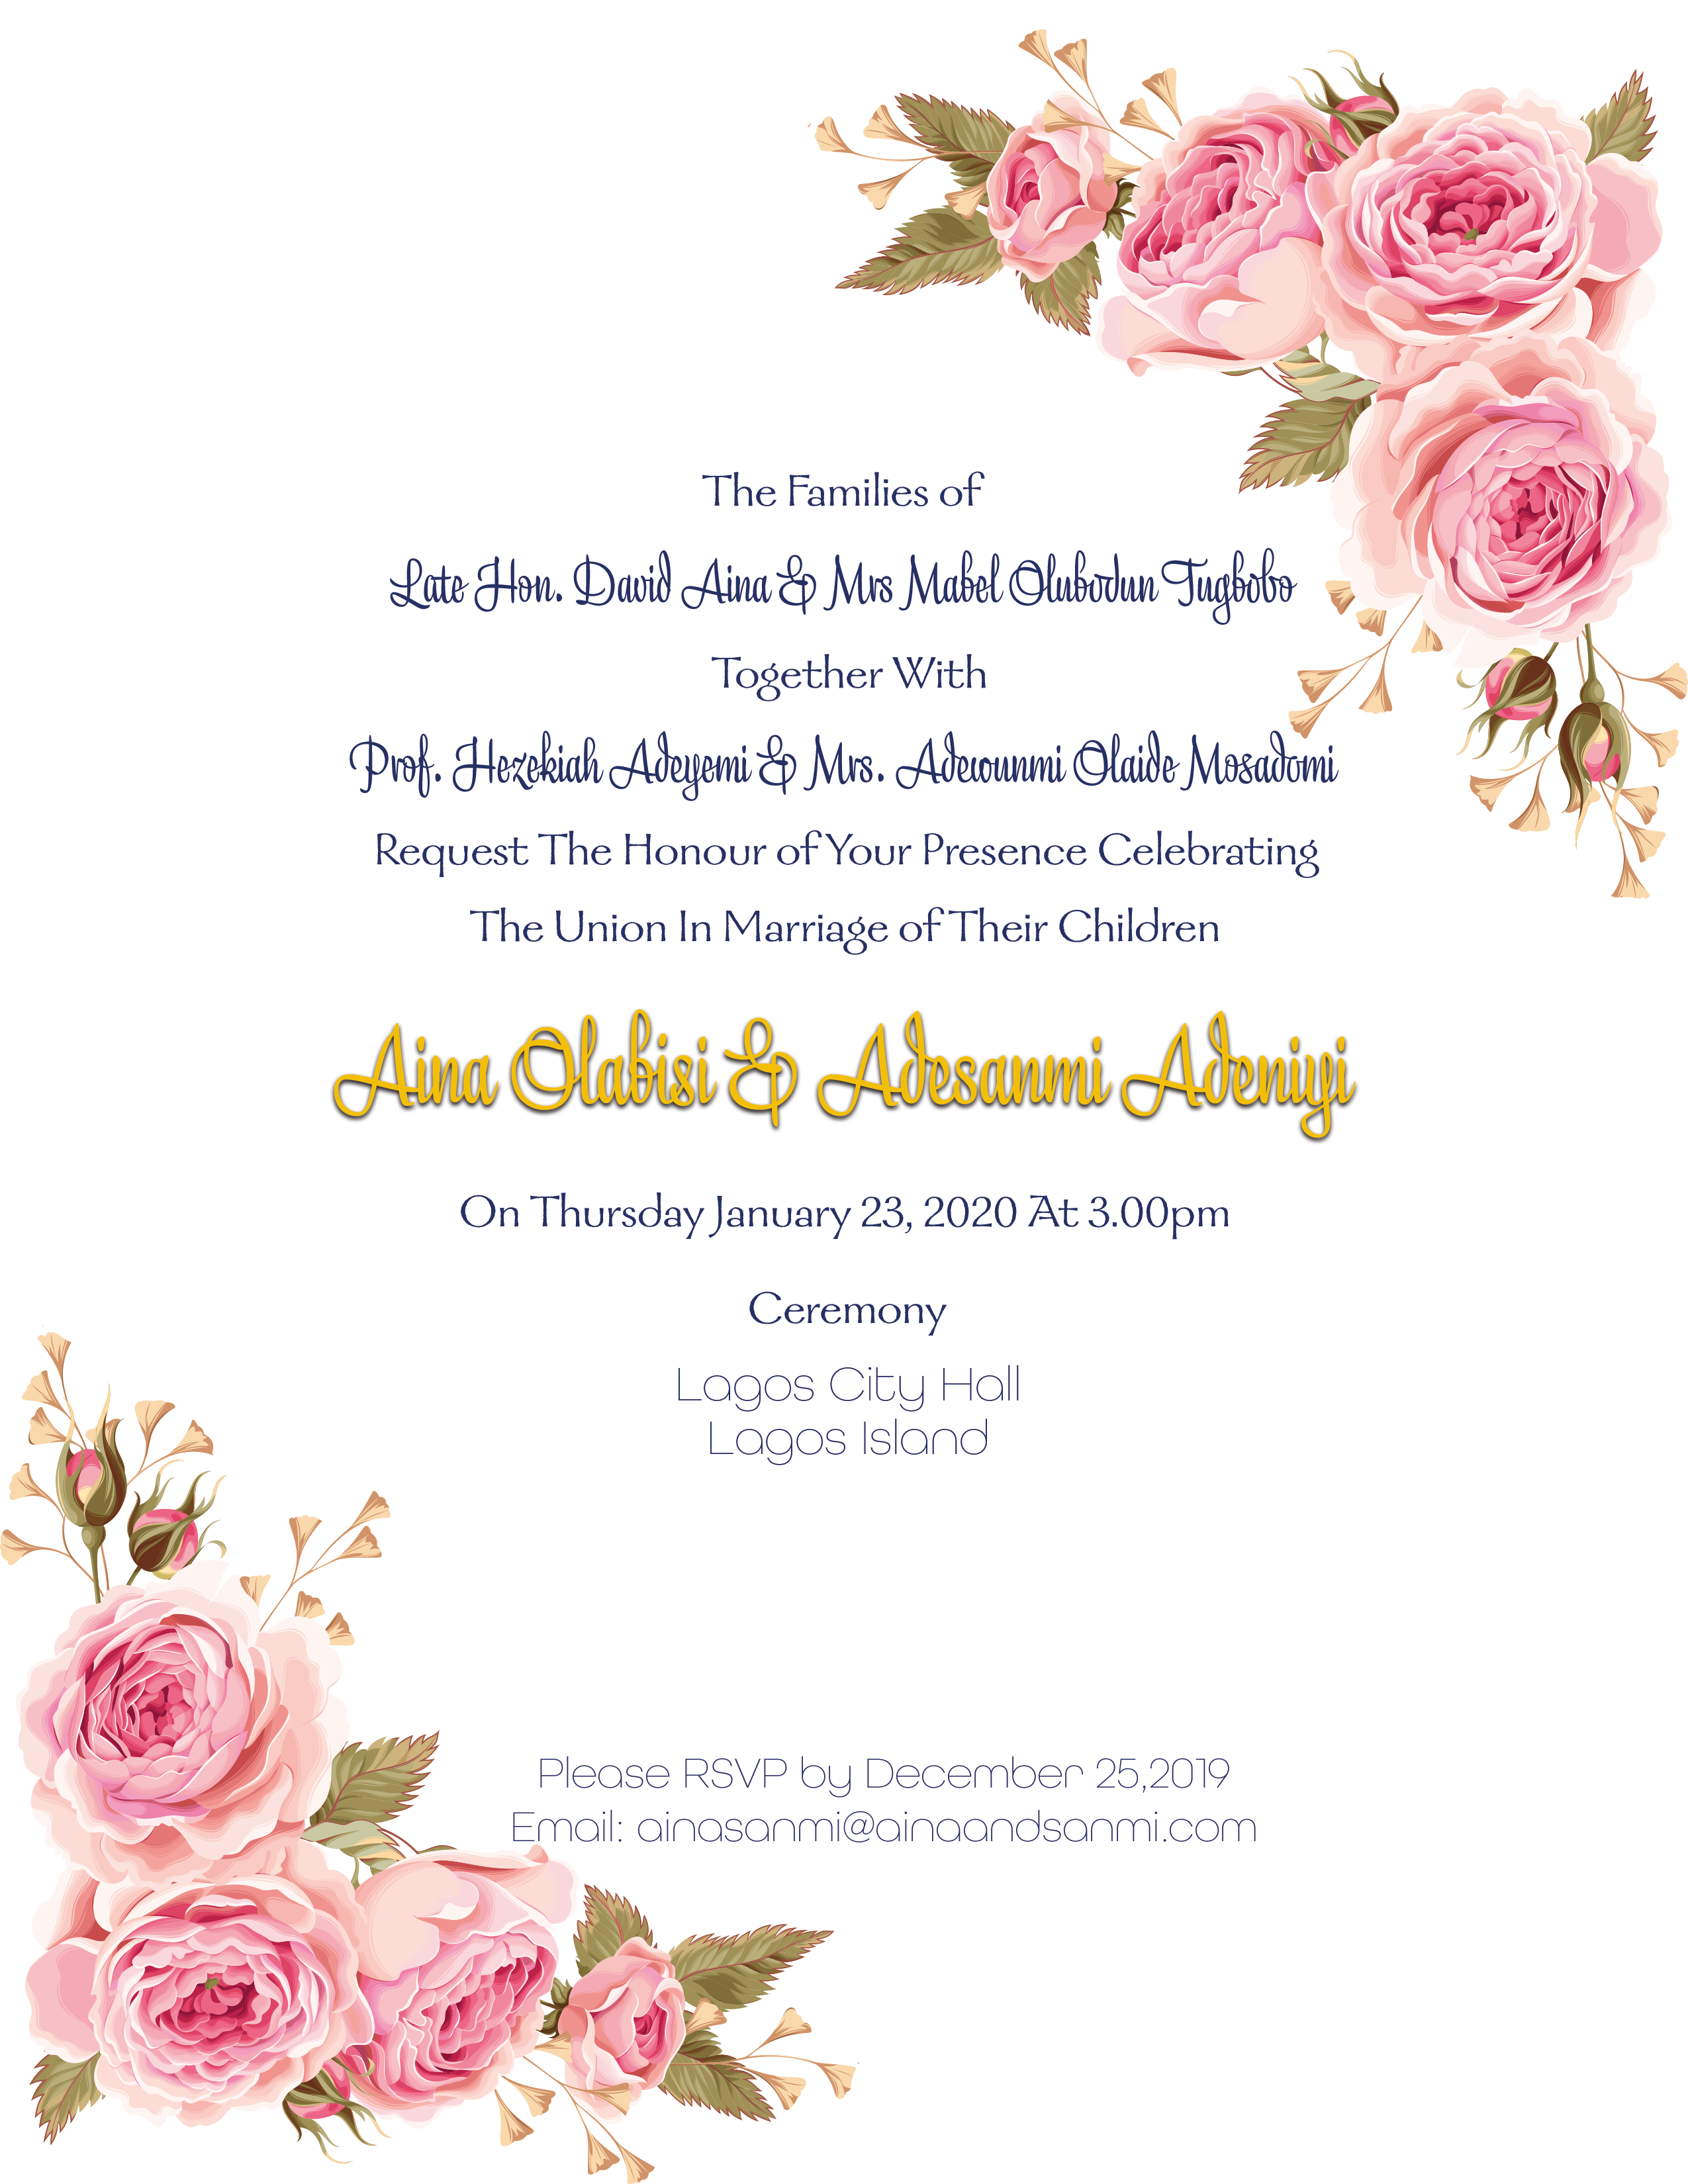 The Families of
Late Hon. David Aina & Mrs Mabel Olubodun Tugbobo
Together With
Prof. Hezekiah Adeyemi & Mrs. Adewunmi Olaide Mosadomi
Request The Honour of Your Presence Celebrating
The Union In Marriage of Their Children
Aina Olabisi & Adesanmi Adeniyi
On Thursday January 23, 2020 At 3.00pm
Ceremony
Lagos City Hall
Lagos Island
Please RSVP by December 25,2019
Email: ainasanmi@ainaandsanmi.com